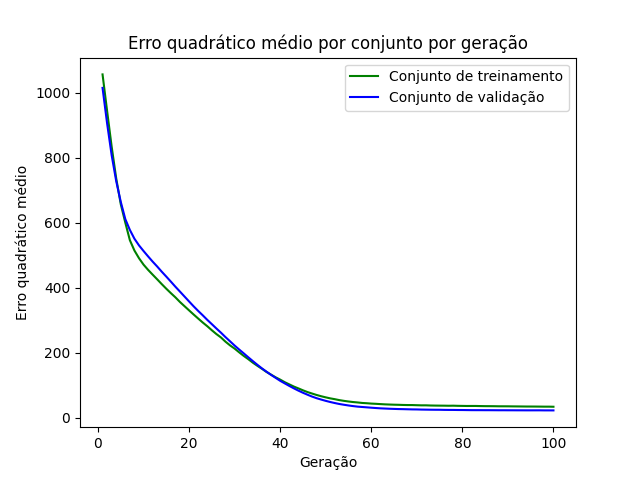 Erro quadrático médio por conjunto por geração
Conjunto de treinamento
Conjunto de validação
Erro quadrático médio
1000
800
600
400
200
0
0 20 40 60 80 100
Geração